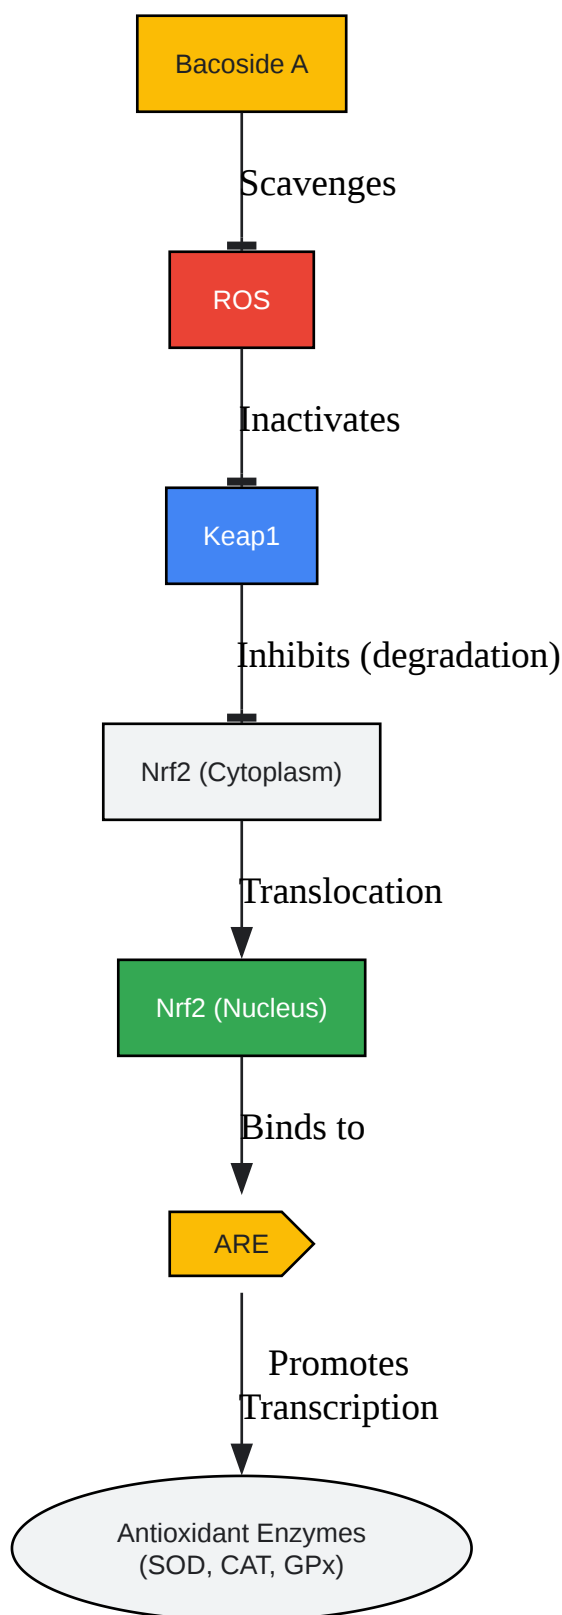 Bacoside A
Scavenges
ROS
Inactivates
Keap1
Inhibits (degradation)
Nrf2 (Cytoplasm)
Translocation
Nrf2 (Nucleus)
Binds to
ARE
Promotes
Transcription
Antioxidant Enzymes
(SOD, CAT, GPx)